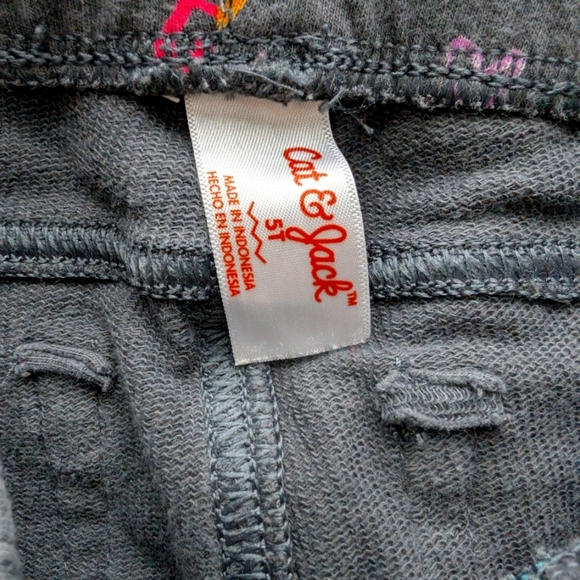 Cat & Jack™
5T
MADE IN INDONESIA
HECHO EN INDONESIA